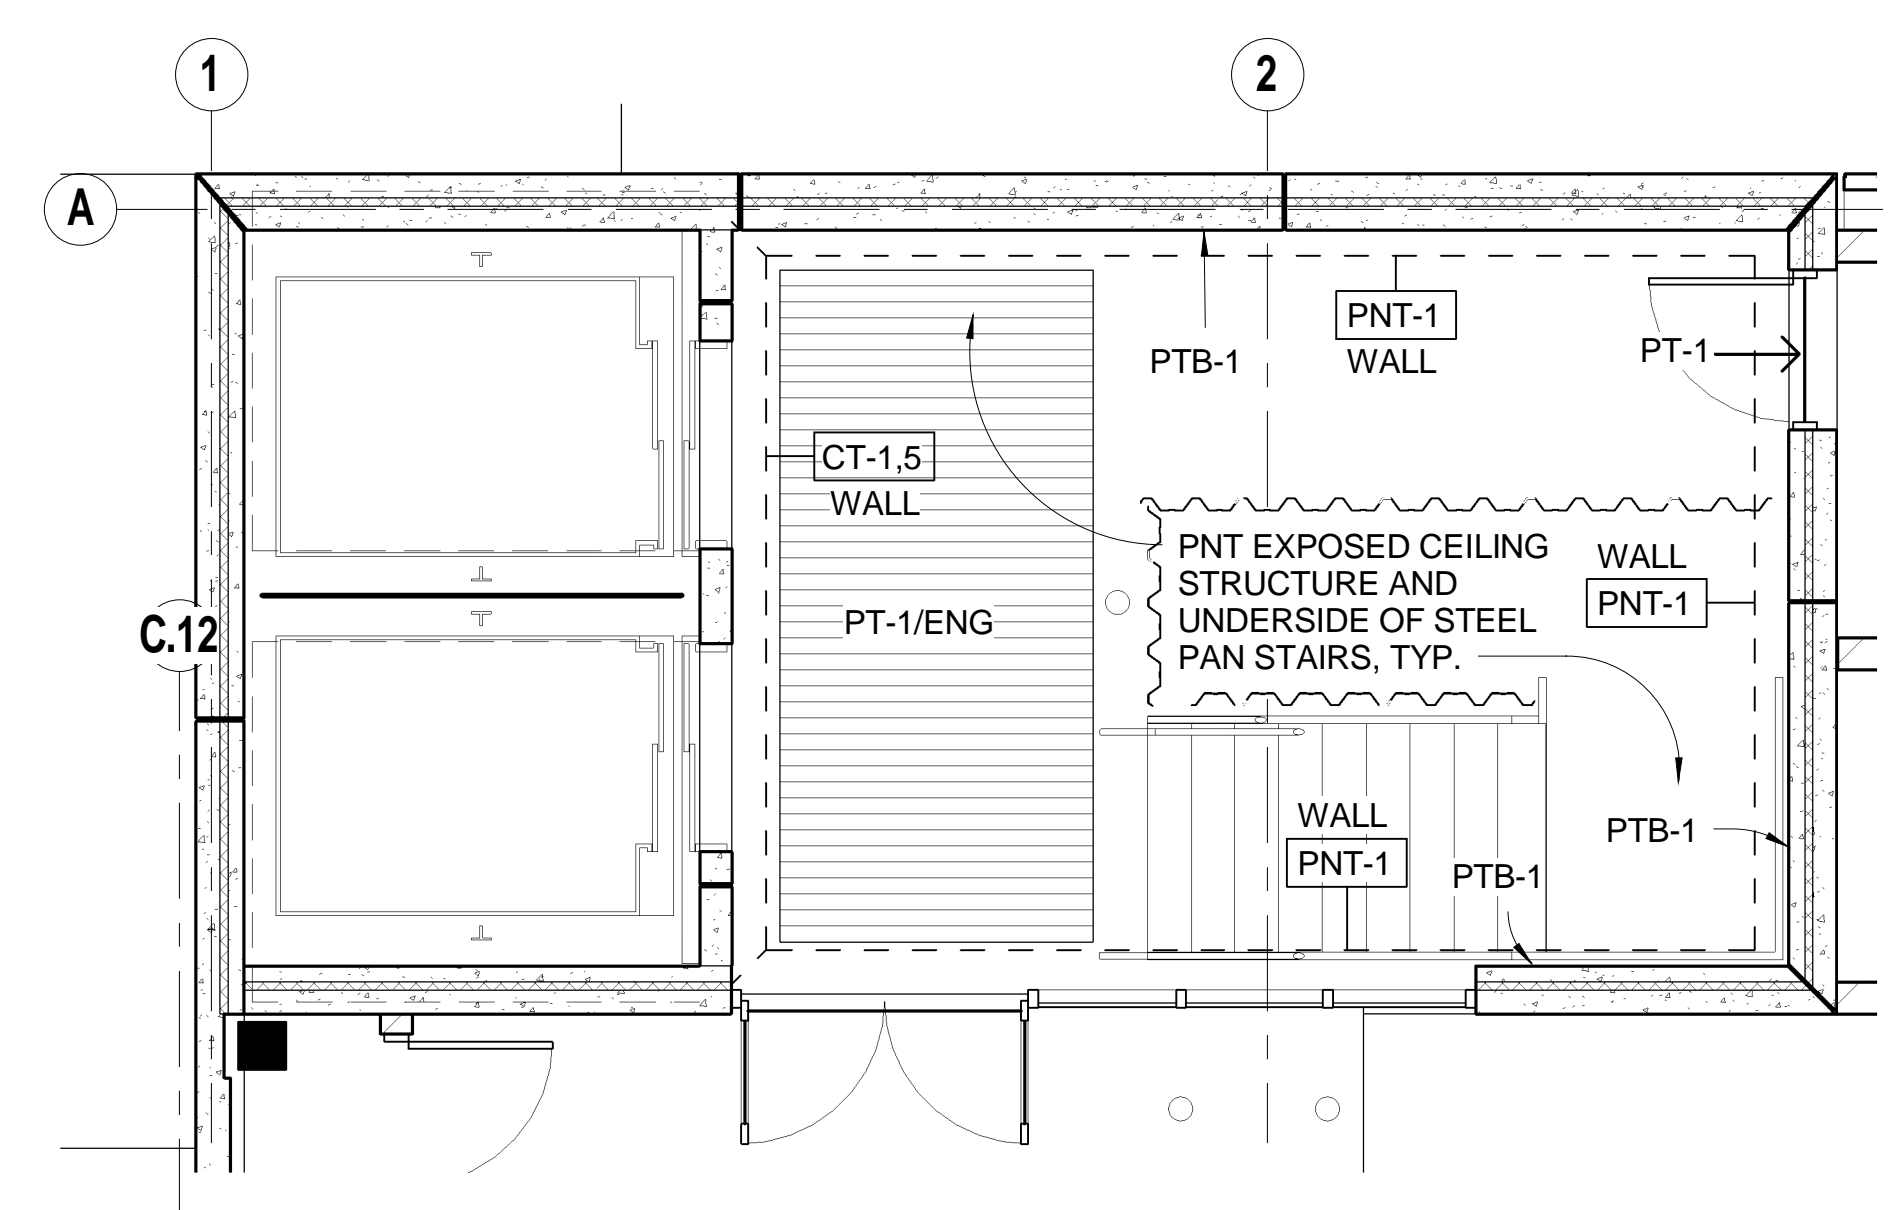 1
2
A
PNT-1
WALL
PTB-1
PT-1
CT-1,5
WALL
PNT EXPOSED CEILING
STRUCTURE AND
UNDERSIDE OF STEEL
PAN STAIRS, TYP.
WALL
PNT-1
PT-1/ENG
C.12
WALL
PNT-1
PTB-1
PTB-1